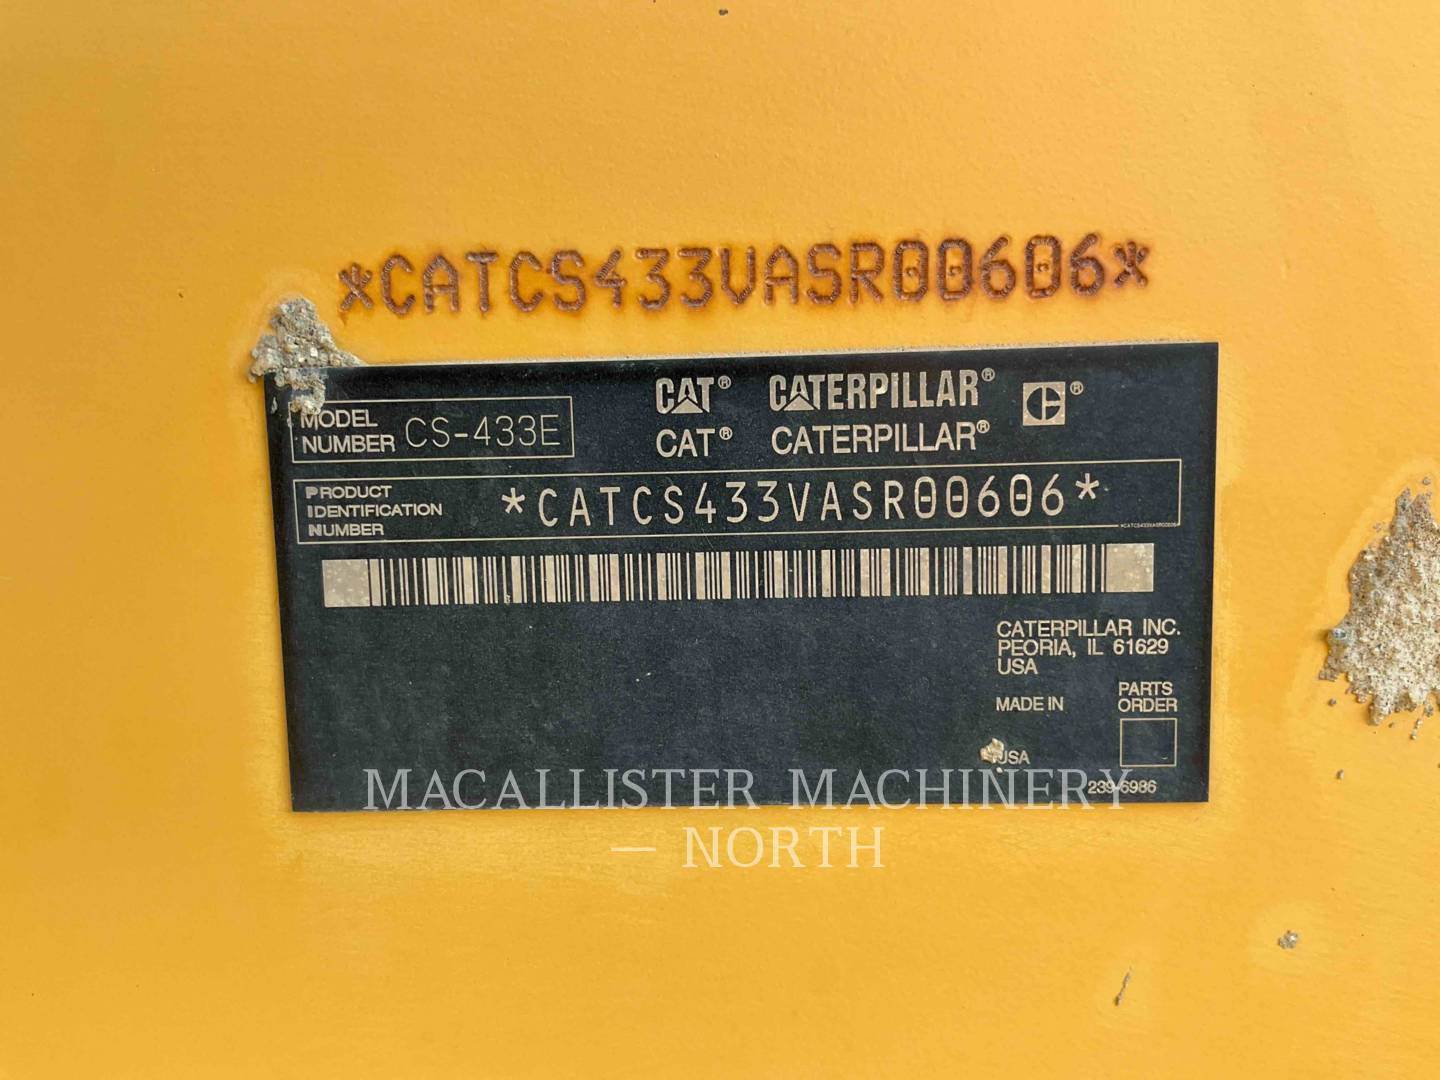 *CATCS433VASR00606*
CAT® CATERPILLAR® C®
MODEL NUMBER CS-433E
CAT® CATERPILLAR®
PRODUCT IDENTIFICATION NUMBER *CATCS433VASR00606*
*CATCS433VASR00606*
CATERPILLAR INC.
PEORIA, IL 61629
USA
MADE IN
PARTS ORDER
USA
239-6986
MACALLISTER MACHINERY
— NORTH